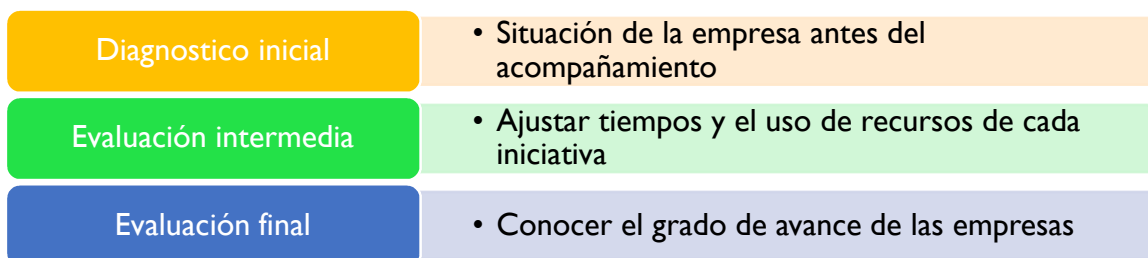 Diagnostico inicial
• Situación de la empresa antes del
acompañamiento
Evaluación intermedia
• Ajustar tiempos y el uso de recursos de cada
iniciativa
Evaluación final
• Conocer el grado de avance de las empresas